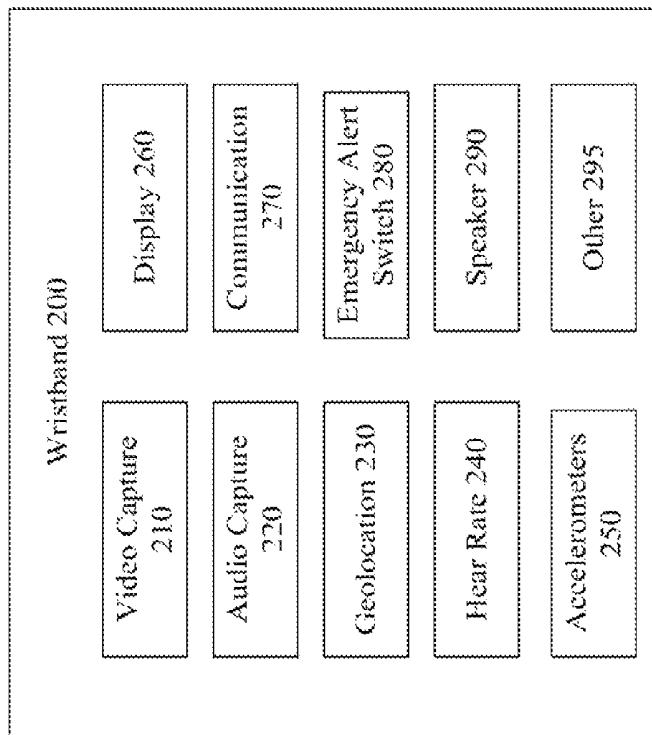 Wristband 200
Video Capture
210
Display 260
Audio Capture
220
Communication
270
Geolocation 230
Emergency Alert
Switch 280
Hear Rate 240
Speaker 290
Accelerometers
250
Other 295